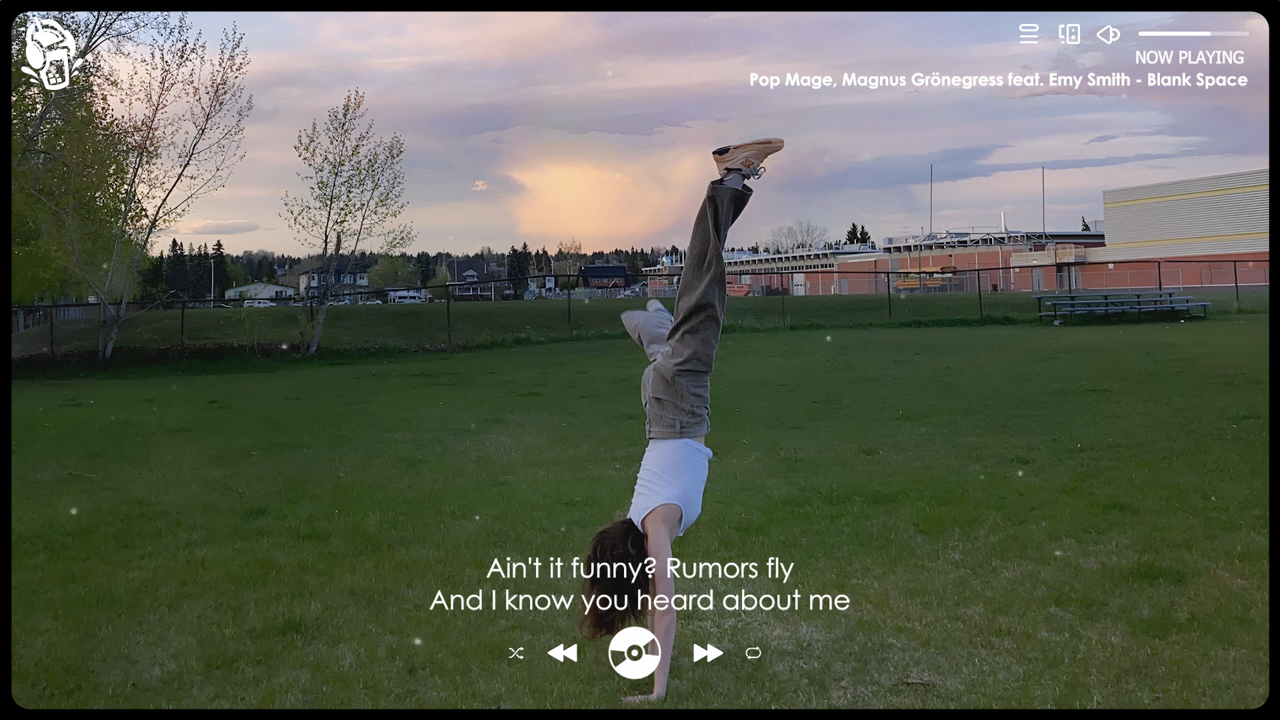 NOW PLAYING
Pop Mage, Magnus Grönegress feat. Emy Smith - Blank Space
Ain't it funny? Rumors fly
And I know you heard about me